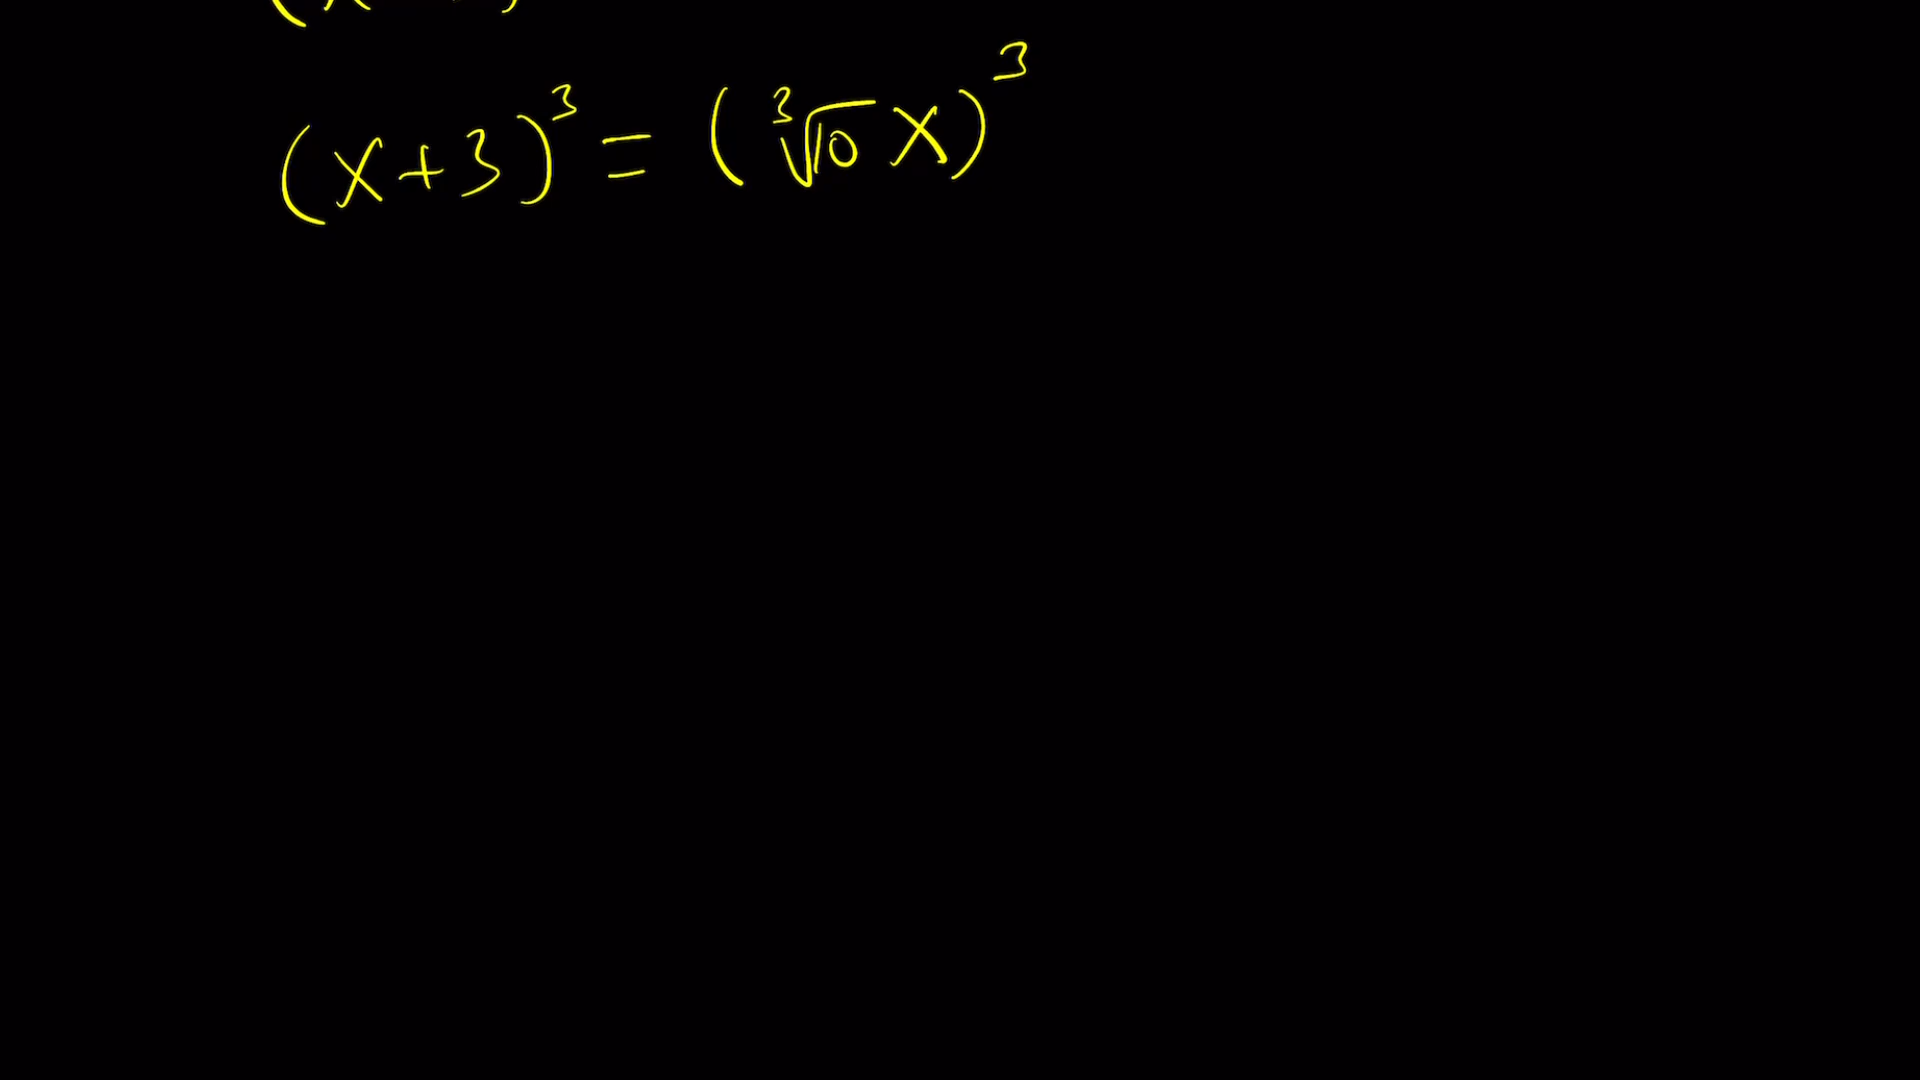 (x+3)³ = (∛10 x)³